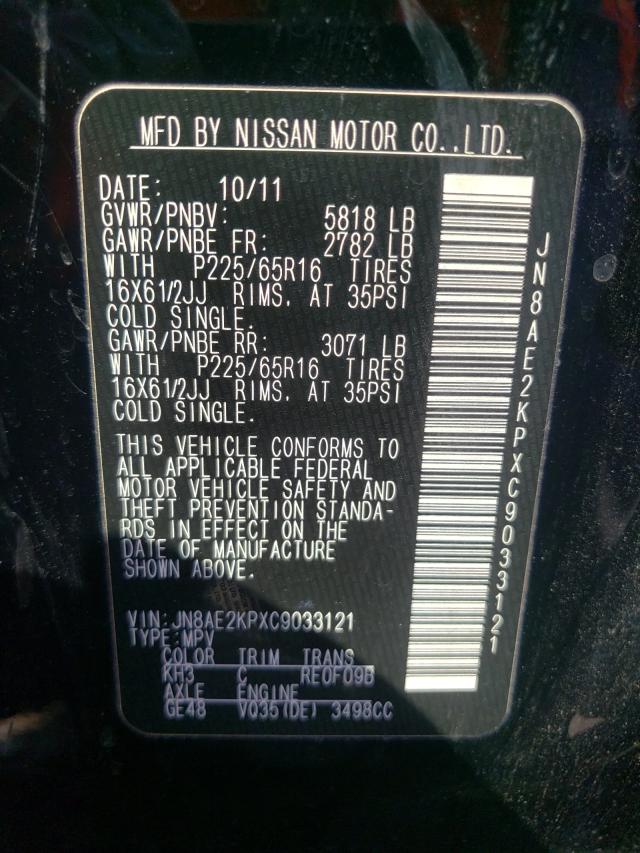 MFD BY NISSAN MOTOR CO.,LTD.
DATE: 10/11
GVWR/PNBV: 5818 LB
GAWR/PNBE FR: 2782 LB
WITH P225/65R16 TIRES
16X61/2JJ RIMS. AT 35PSI
COLD SINGLE.
GAWR/PNBE RR: 3071 LB
WITH P225/65R16 TIRES
16X61/2JJ RIMS. AT 35PSI
COLD SINGLE.
THIS VEHICLE CONFORMS TO
ALL APPLICABLE FEDERAL
MOTOR VEHICLE SAFETY AND
THEFT PREVENTION STANDA-
RDS IN EFFECT ON THE
DATE OF MANUFACTURE
SHOWN ABOVE.
VIN:JN8AE2KPXC9033121
TYPE:MPV
COLOR TRIM TRANS
KH3 C RE0F09B
AXLE ENGINE
GE48 VQ35(DE) 3498CC
JN8AE2KPXC9033121